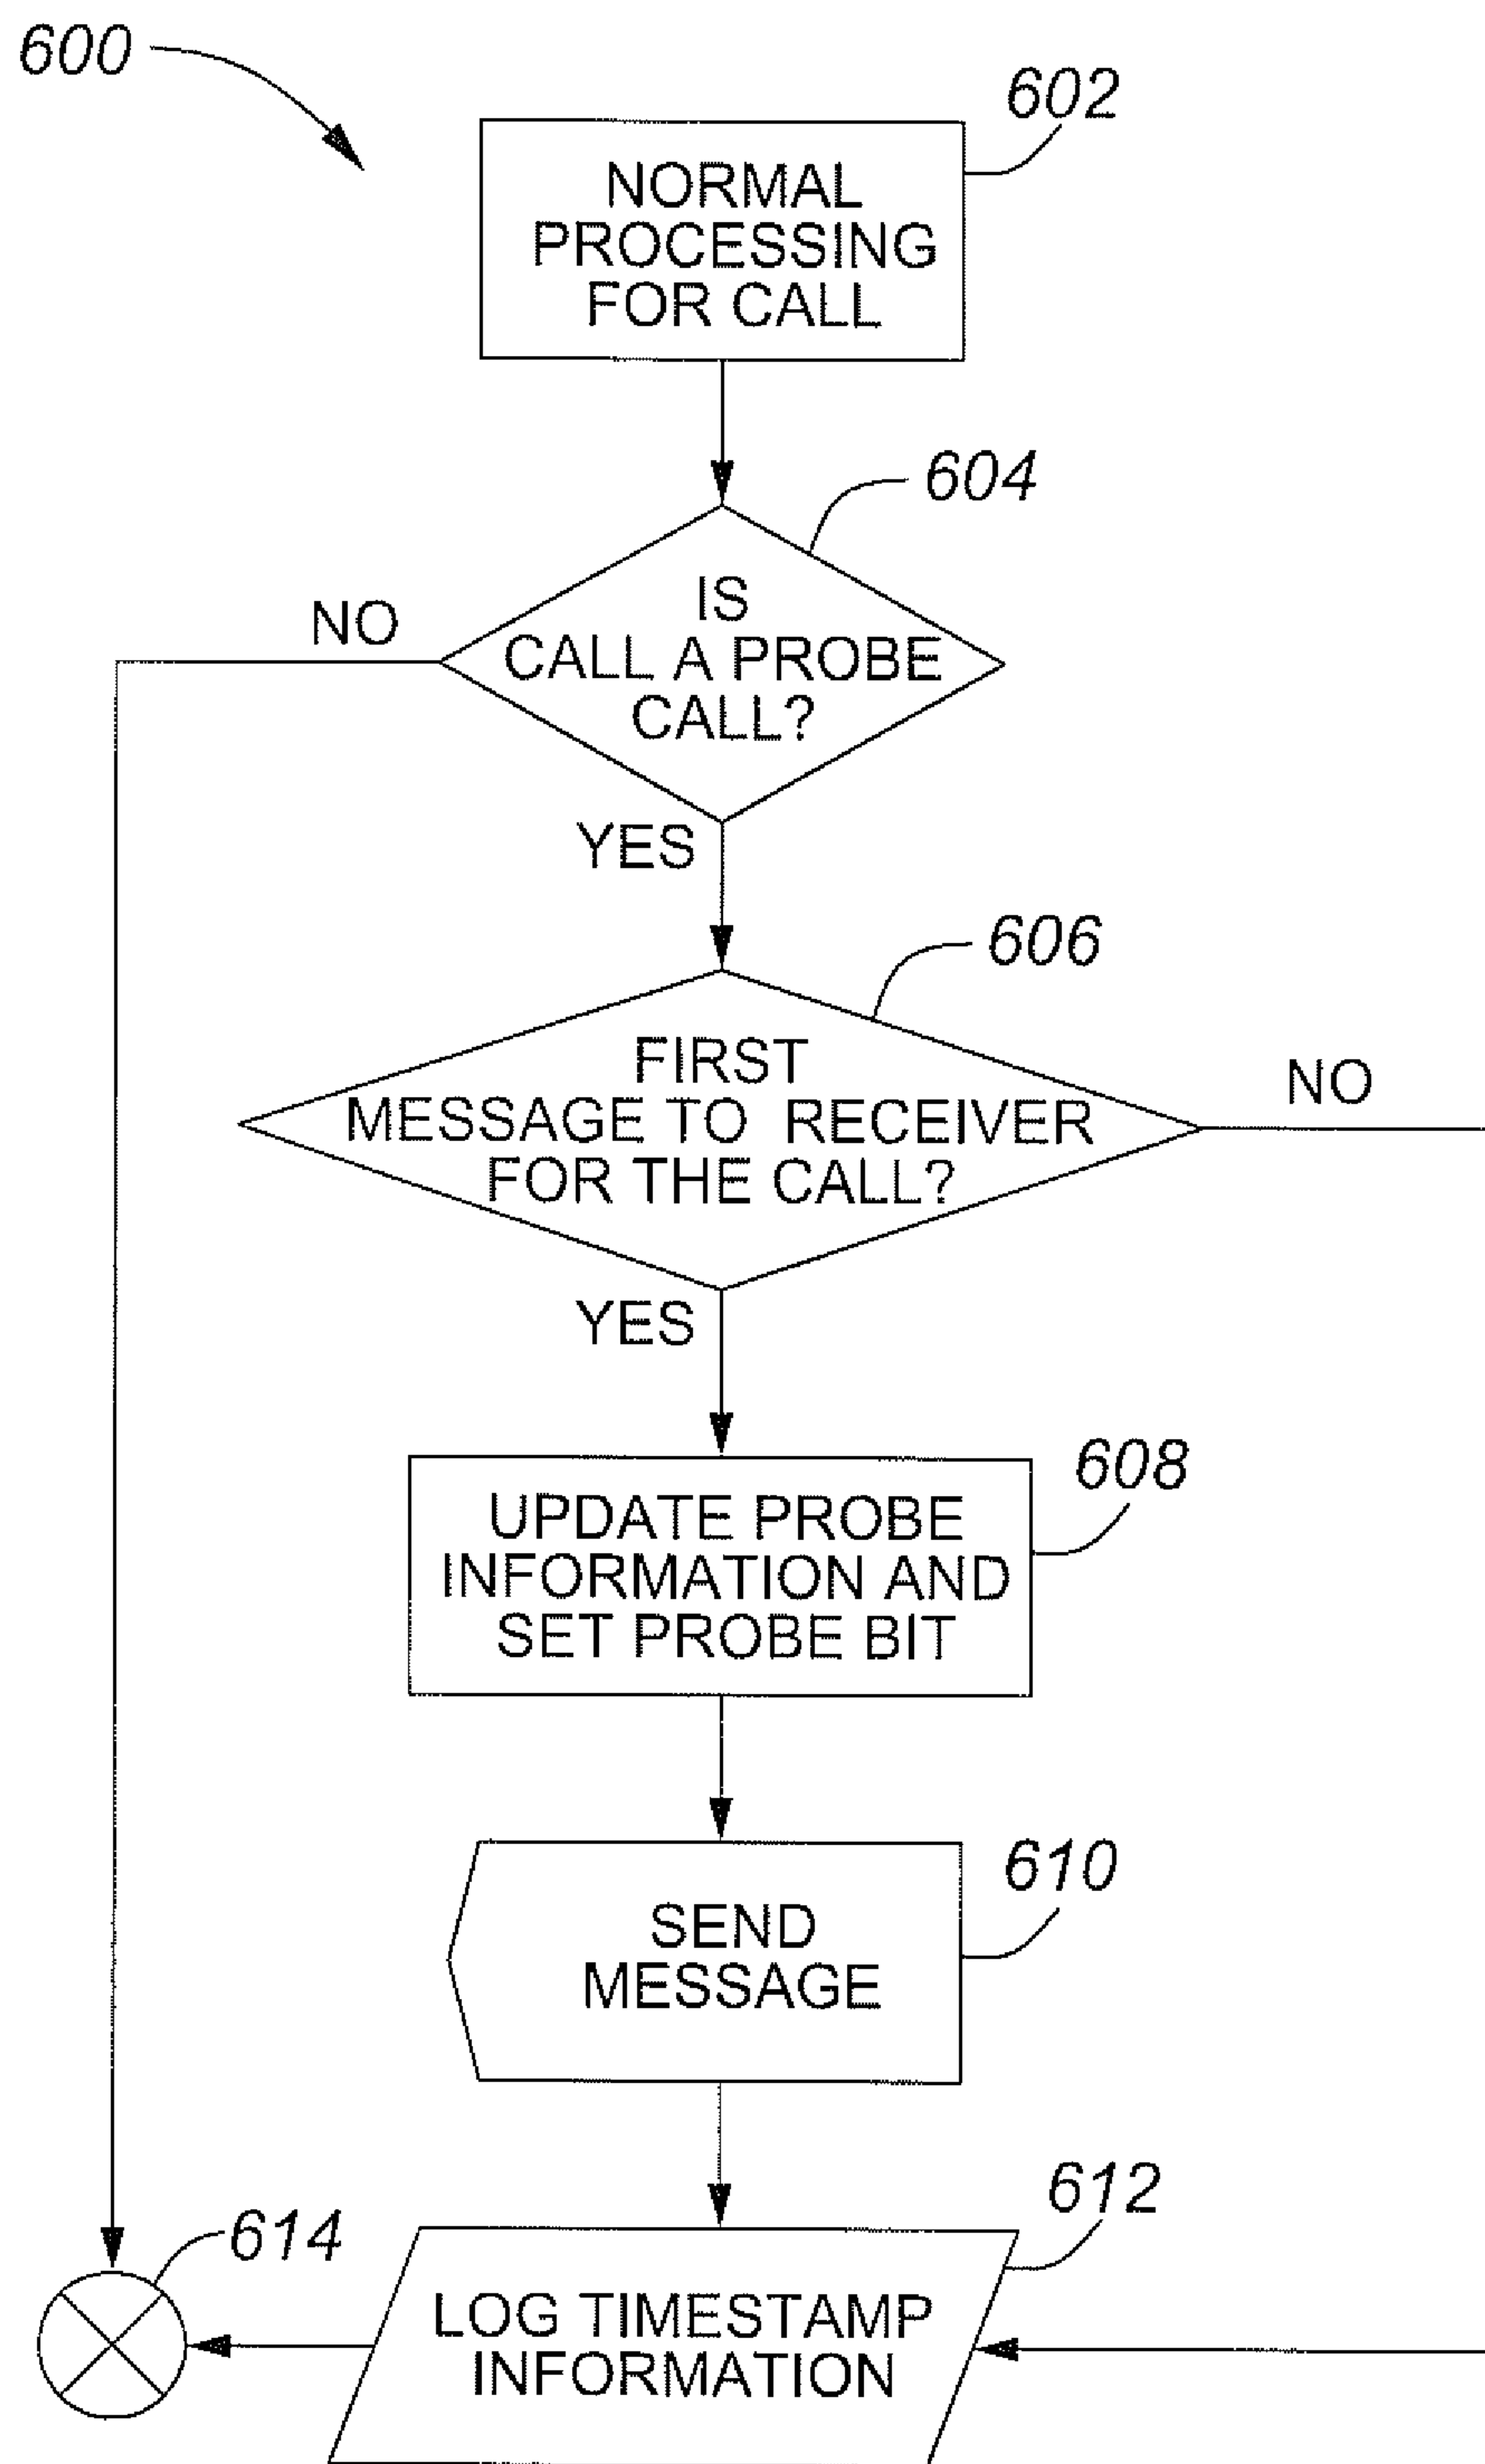 600
602
NORMAL
PROCESSING
FOR CALL
604
IS
CALL A PROBE
CALL?
NO
YES
606
FIRST
MESSAGE TO RECEIVER
FOR THE CALL?
NO
YES
608
UPDATE PROBE
INFORMATION AND
SET PROBE BIT
610
SEND
MESSAGE
612
614
LOG TIMESTAMP
INFORMATION